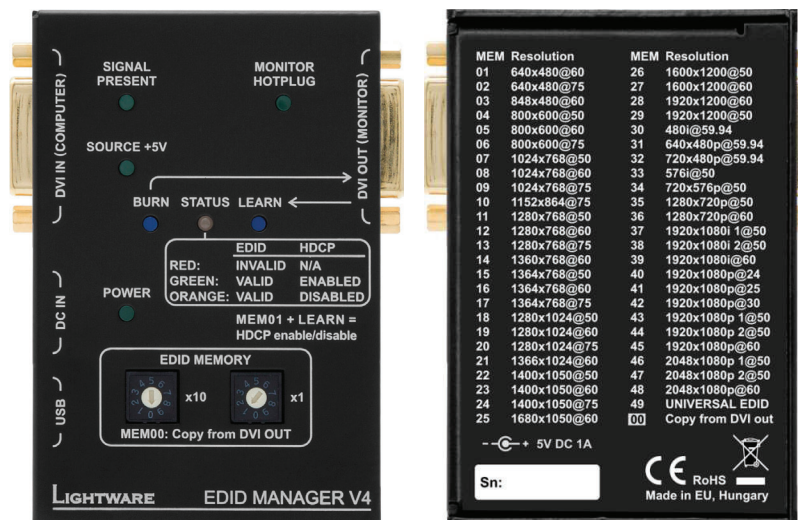 SIGNAL PRESENT
MONITOR HOTPLUG
DVI IN (COMPUTER)
DVI OUT (MONITOR)
SOURCE +5V
BURN STATUS LEARN
EDID HDCP
RED: INVALID N/A
GREEN: VALID ENABLED
ORANGE: VALID DISABLED
DC IN
POWER
MEM01 + LEARN =
HDCP enable/disable
USB
EDID MEMORY
x10
x1
MEM00: Copy from DVI OUT
LIGHTWARE EDID MANAGER V4
MEM Resolution
01 640x480@60
02 640x480@75
03 848x480@60
04 800x600@50
05 800x600@60
06 800x600@75
07 1024x768@50
08 1024x768@60
09 1024x768@75
10 1152x864@75
11 1280x768@50
12 1280x768@60
13 1280x768@75
14 1360x768@60
15 1364x768@50
16 1364x768@60
17 1364x768@75
18 1280x1024@50
19 1280x1024@60
20 1280x1024@75
21 1366x1024@60
22 1400x1050@50
23 1400x1050@60
24 1400x1050@75
25 1680x1050@60
MEM Resolution
26 1600x1200@50
27 1600x1200@60
28 1920x1200@60
29 1920x1200@50
30 480i@59.94
31 640x480p@59.94
32 720x480p@59.94
33 576i@50
34 720x576p@50
35 1280x720p@50
36 1280x720p@60
37 1920x1080i 1@50
38 1920x1080i 2@50
39 1920x1080i@60
40 1920x1080p@24
41 1920x1080p@25
42 1920x1080p@30
43 1920x1080p 1@50
44 1920x1080p 2@50
45 1920x1080p@60
46 2048x1080p 1@50
47 2048x1080p 2@50
48 2048x1080p@60
49 UNIVERSAL EDID
00 Copy from DVI out
- + 5V DC 1A
Sn:
CE RoHS
Made in EU, Hungary